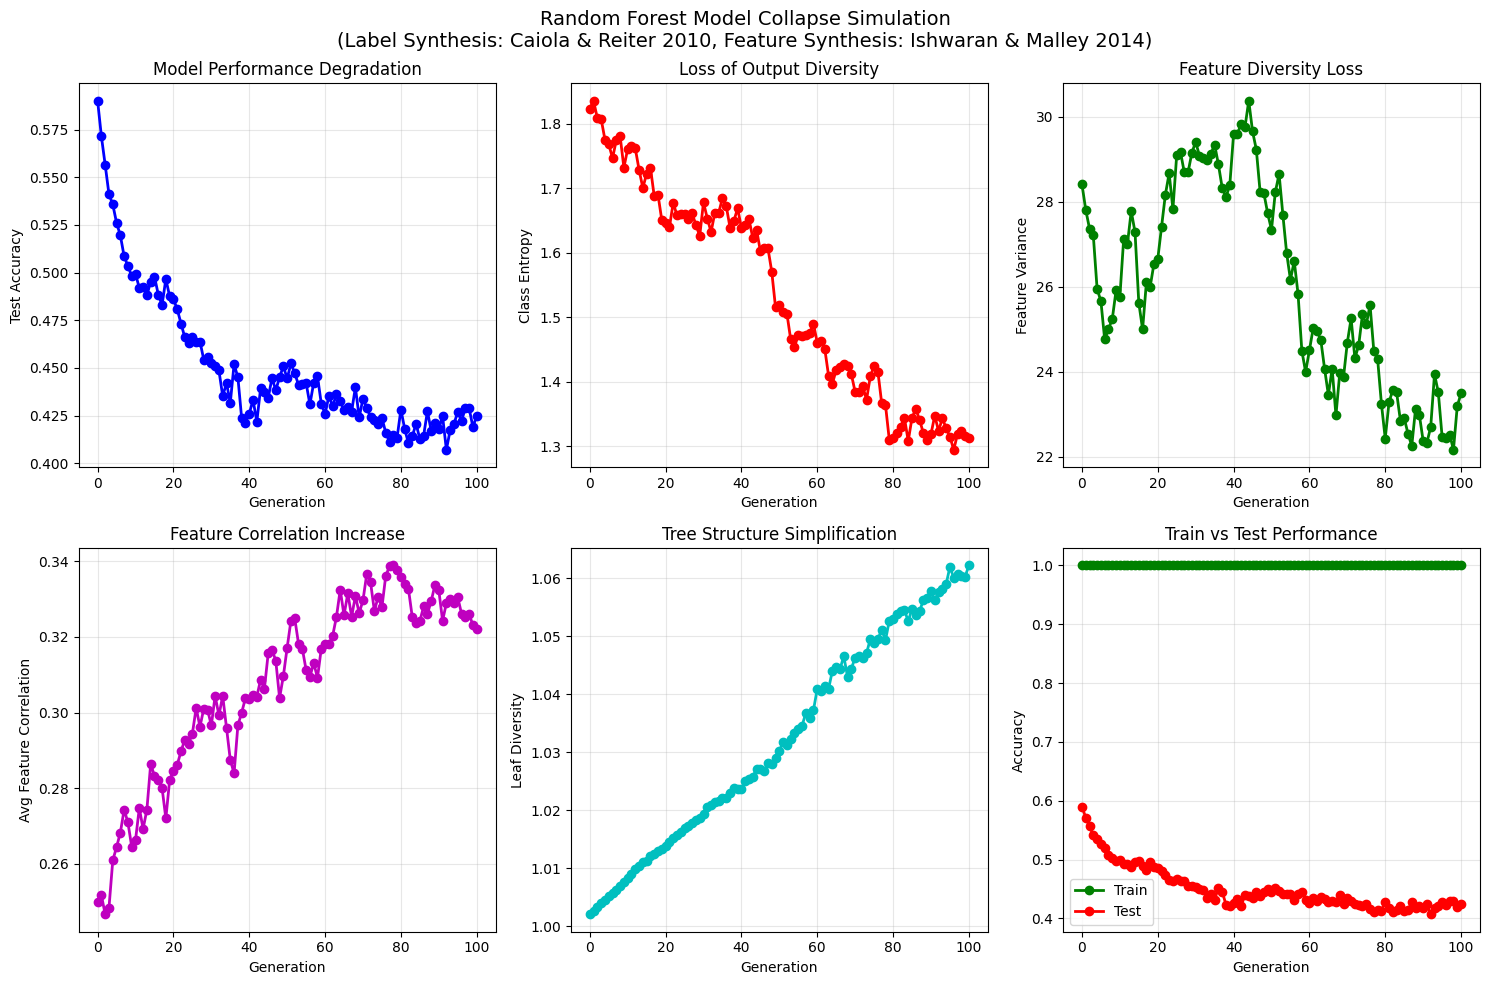 Random Forest Model Collapse Simulation
(Label Synthesis: Caiola & Reiter 2010, Feature Synthesis: Ishwaran & Malley 2014)
Model Performance Degradation
Test Accuracy
0.575
0.550
0.525
0.500
0.475
0.450
0.425
0.400
0 20 40 60 80 100
Generation
Loss of Output Diversity
Class Entropy
1.8
1.7
1.6
1.5
1.4
1.3
0 20 40 60 80 100
Generation
Feature Diversity Loss
Feature Variance
30
28
26
24
22
0 20 40 60 80 100
Generation
Feature Correlation Increase
Avg Feature Correlation
0.34
0.32
0.30
0.28
0.26
0 20 40 60 80 100
Generation
Tree Structure Simplification
Leaf Diversity
1.06
1.05
1.04
1.03
1.02
1.01
1.00
0 20 40 60 80 100
Generation
Train vs Test Performance
Accuracy
1.0
0.9
0.8
0.7
0.6
0.5
0.4
Train
Test
0 20 40 60 80 100
Generation